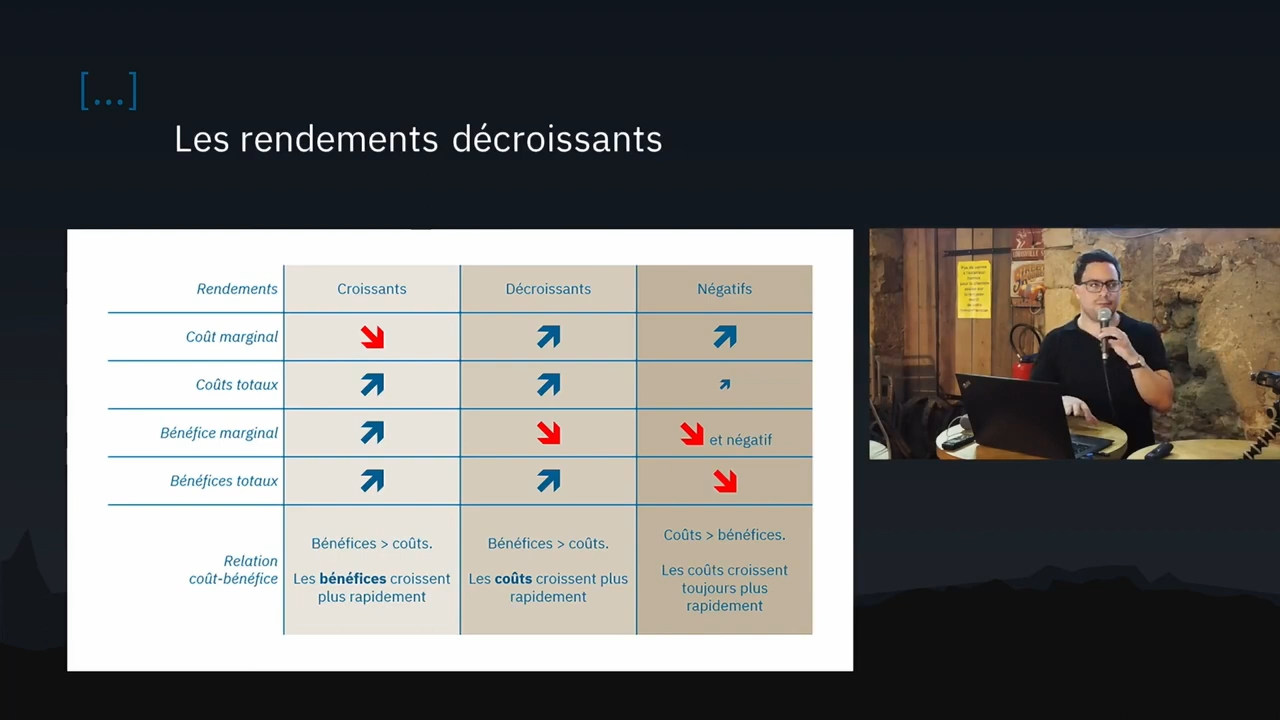 [...]
Les rendements décroissants
Rendements Croissants Décroissants Négatifs
Coût marginal
Coûts totaux
Bénéfice marginal et négatif
Bénéfices totaux
Relation
coût-bénéfice
Bénéfices > coûts.
Les bénéfices croissent
plus rapidement
Bénéfices > coûts.
Les coûts croissent plus
rapidement
Coûts > bénéfices.
Les coûts croissent
toujours plus
rapidement